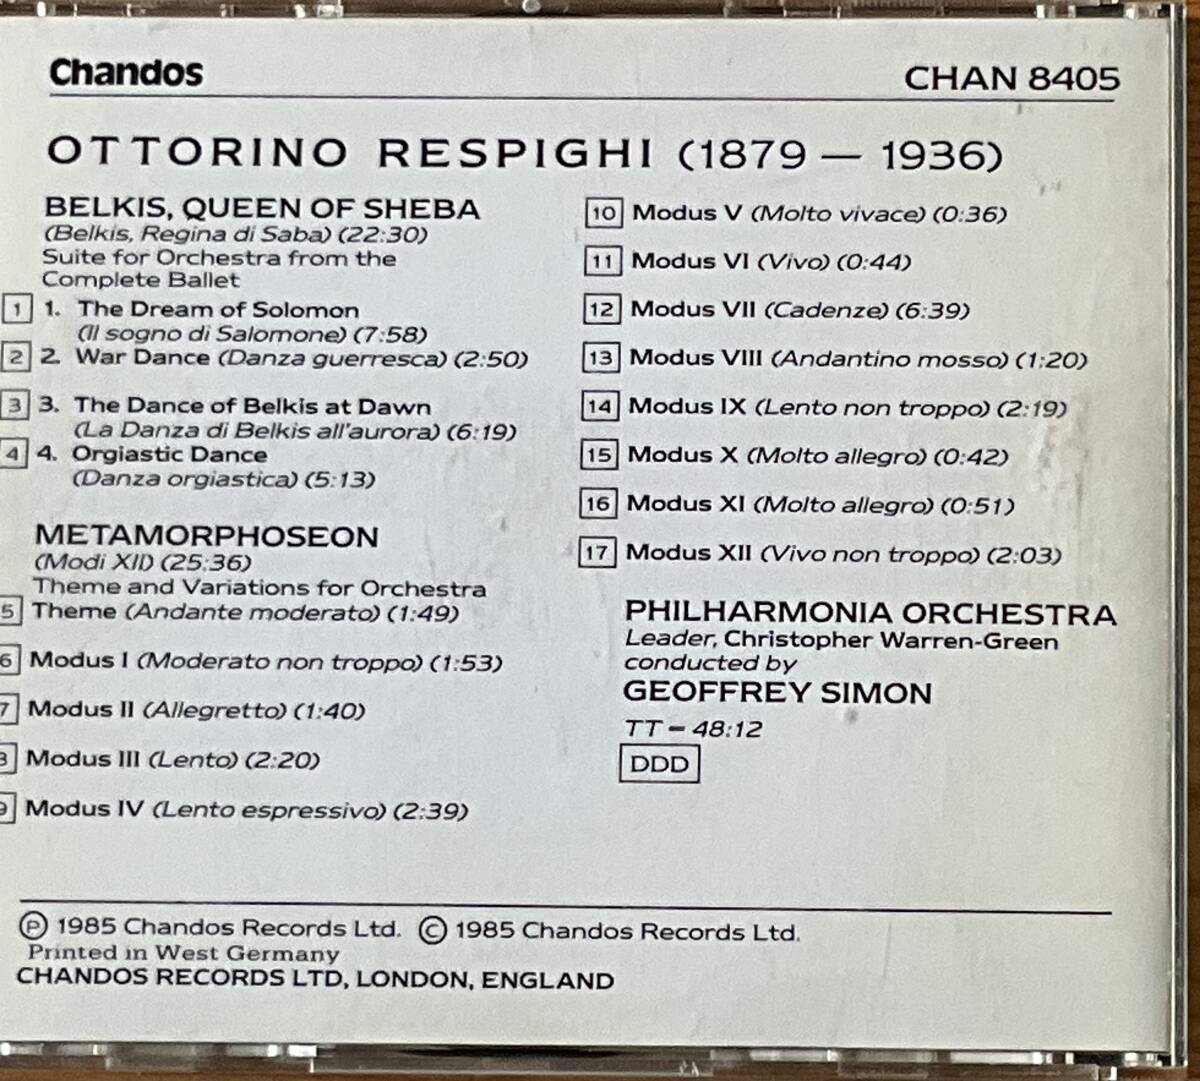 Chandos
CHAN 8405
OTTORINO RESPIGHI (1879 — 1936)
BELKIS, QUEEN OF SHEBA
(Belkis, Regina di Saba) (22:30)
Suite for Orchestra from the
Complete Ballet
1 1. The Dream of Solomon
(Il sogno di Salomone) (7:58)
2 2. War Dance (Danza guerresca) (2:50)
3 3. The Dance of Belkis at Dawn
(La Danza di Belkis all'aurora) (6:19)
4 4. Orgiastic Dance
(Danza orgiastica) (5:13)
METAMORPHOSEON
(Modi XII) (25:36)
Theme and Variations for Orchestra
5 Theme (Andante moderato) (1:49)
6 Modus I (Moderato non troppo) (1:53)
7 Modus II (Allegretto) (1:40)
8 Modus III (Lento) (2:20)
9 Modus IV (Lento espressivo) (2:39)
10 Modus V (Molto vivace) (0:36)
11 Modus VI (Vivo) (0:44)
12 Modus VII (Cadenze) (6:39)
13 Modus VIII (Andantino mosso) (1:20)
14 Modus IX (Lento non troppo) (2:19)
15 Modus X (Molto allegro) (0:42)
16 Modus XI (Molto allegro) (0:51)
17 Modus XII (Vivo non troppo) (2:03)
PHILHARMONIA ORCHESTRA
Leader, Christopher Warren-Green
conducted by
GEOFFREY SIMON
TT – 48:12
DDD
℗ 1985 Chandos Records Ltd. © 1985 Chandos Records Ltd.
Printed in West Germany
CHANDOS RECORDS LTD, LONDON, ENGLAND